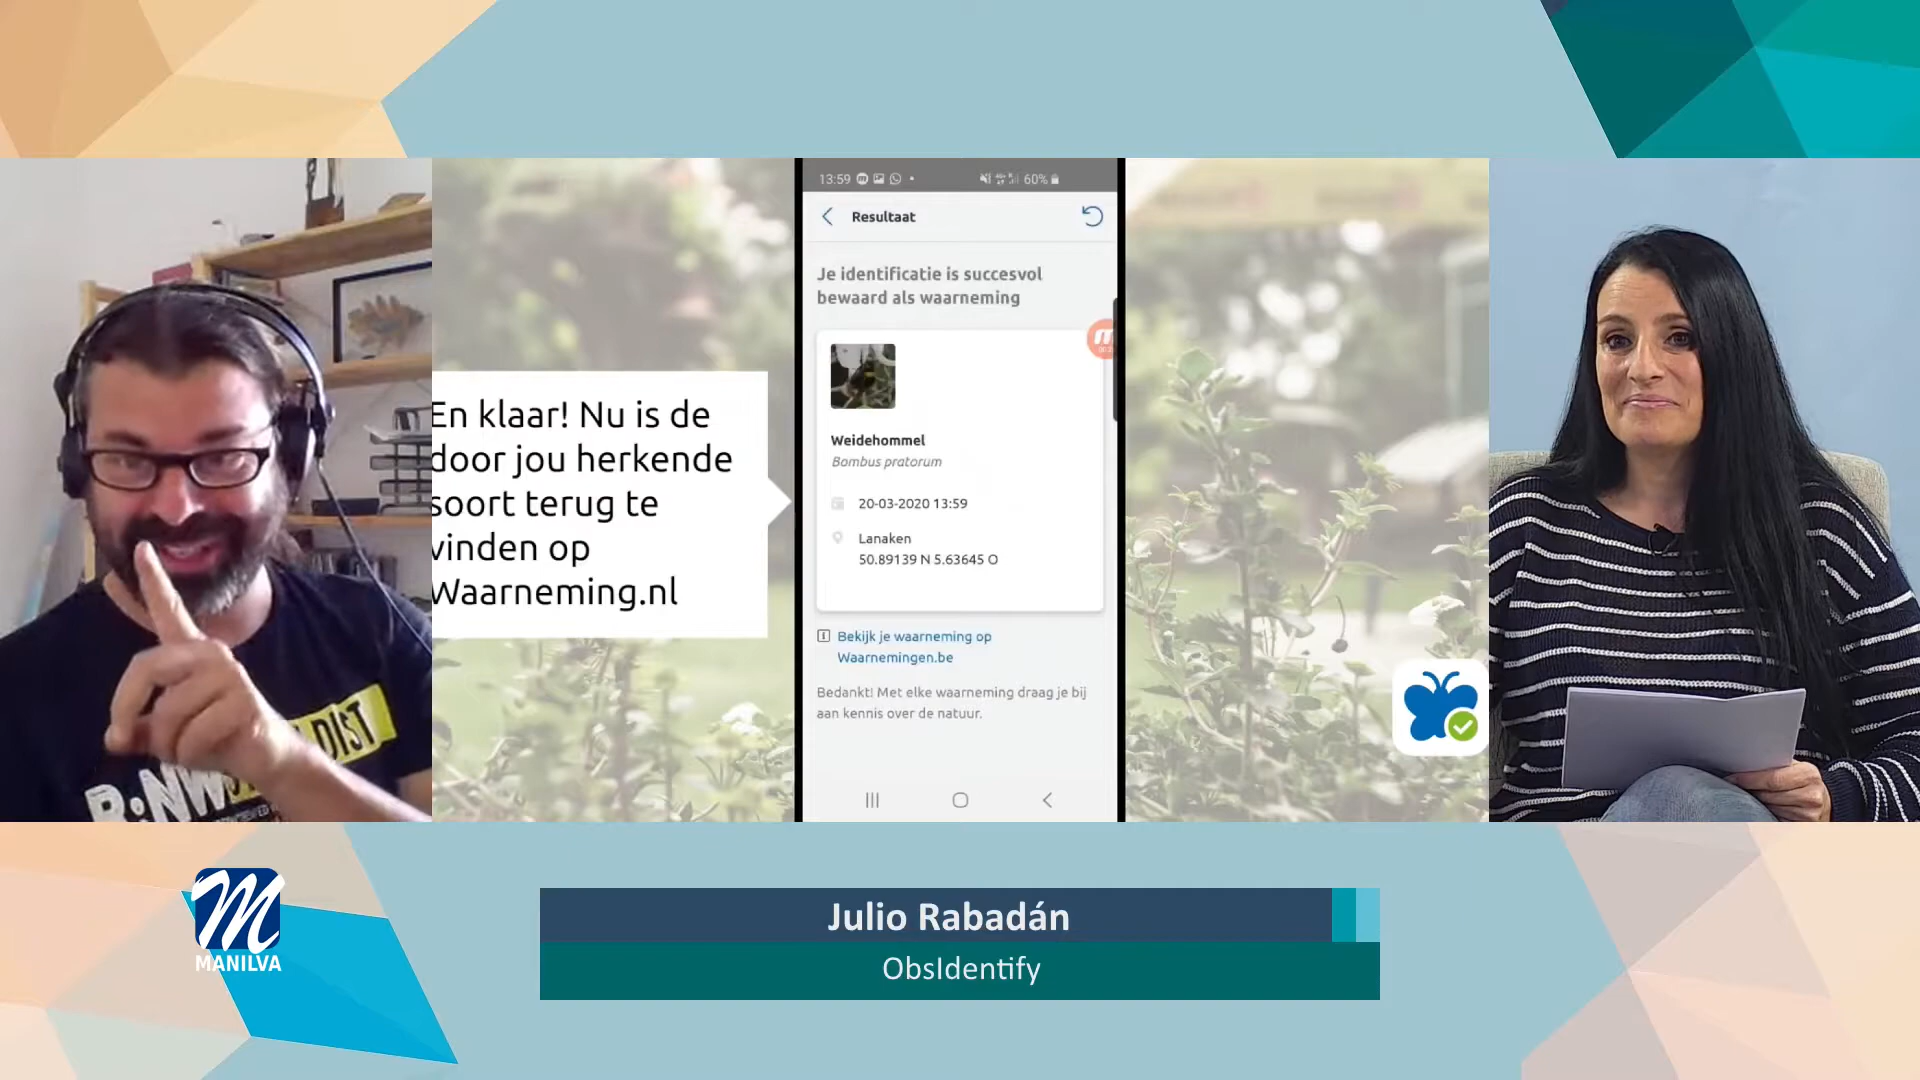 13:59
60%
Resultaat
Je identificatie is succesvol
bewaard als waarneming
Weidehommel
Bombus pratorum
20-03-2020 13:59
Lanaken
50.89139 N 5.63645 O
Bekijk je waarneming op
Waarnemingen.be
Bedankt! Met elke waarneming draag je bij
aan kennis over de natuur.
En klaar! Nu is de
door jou herkende
soort terug te
vinden op
Waarneming.nl
MANILVA
Julio Rabadán
ObsIdentify